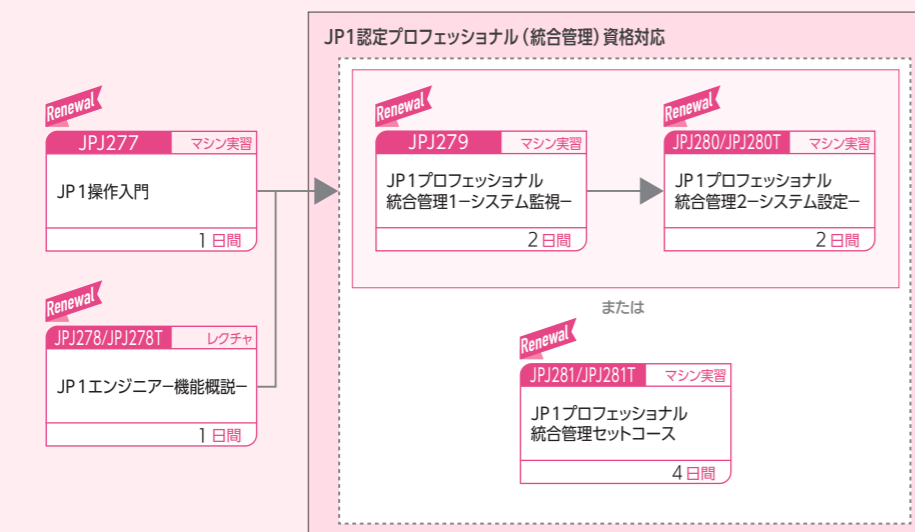 JP1認定プロフェッショナル（統合管理）資格対応
Renewal
JPJ277 マシン実習
JP1操作入門
1日間
Renewal
JPJ278/JPJ278T レクチャ
JP1エンジニアー機能概説ー
1日間
Renewal
JPJ279 マシン実習
JP1プロフェッショナル
統合管理1ーシステム監視ー
2日間
Renewal
JPJ280/JPJ280T マシン実習
JP1プロフェッショナル
統合管理2ーシステム設定ー
2日間
または
Renewal
JPJ281/JPJ281T マシン実習
JP1プロフェッショナル
統合管理セットコース
4日間